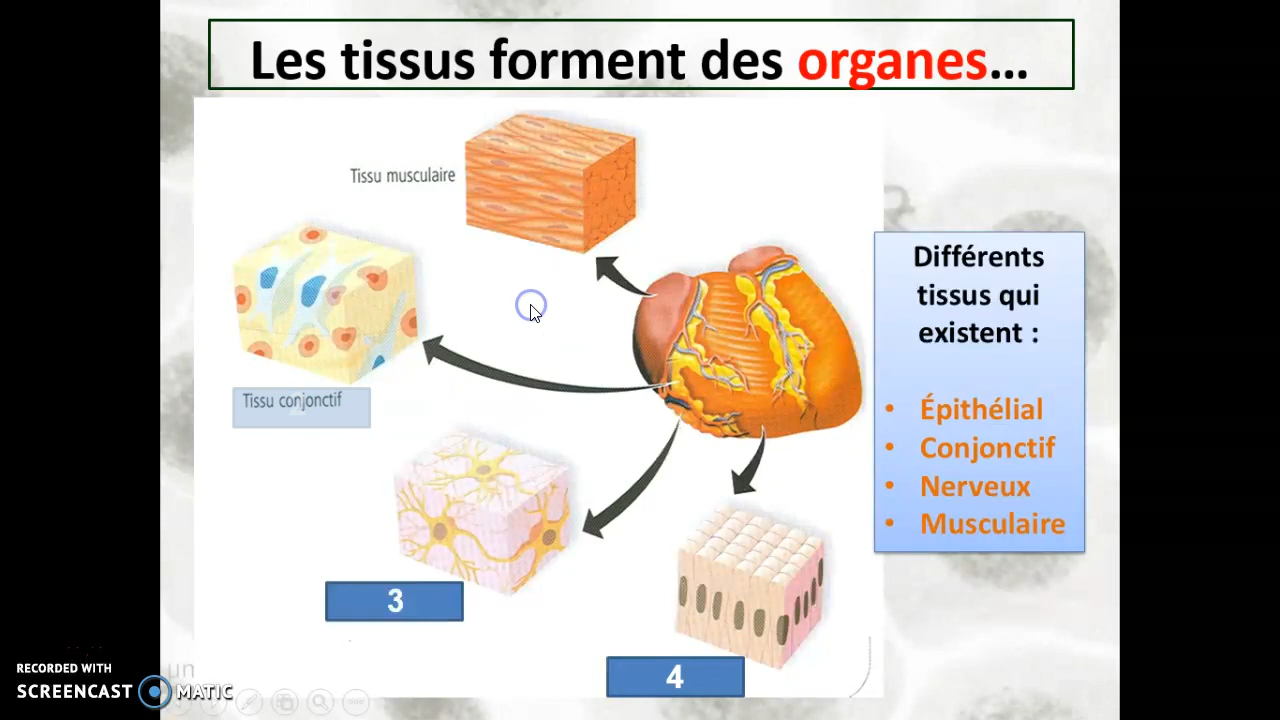 Les tissus forment des organes...
Tissu musculaire
Tissu conjonctif
3
4
Différents
tissus qui
existent :
• Épithélial
• Conjonctif
• Nerveux
• Musculaire
un
RECORDED WITH
SCREENCAST MATIC